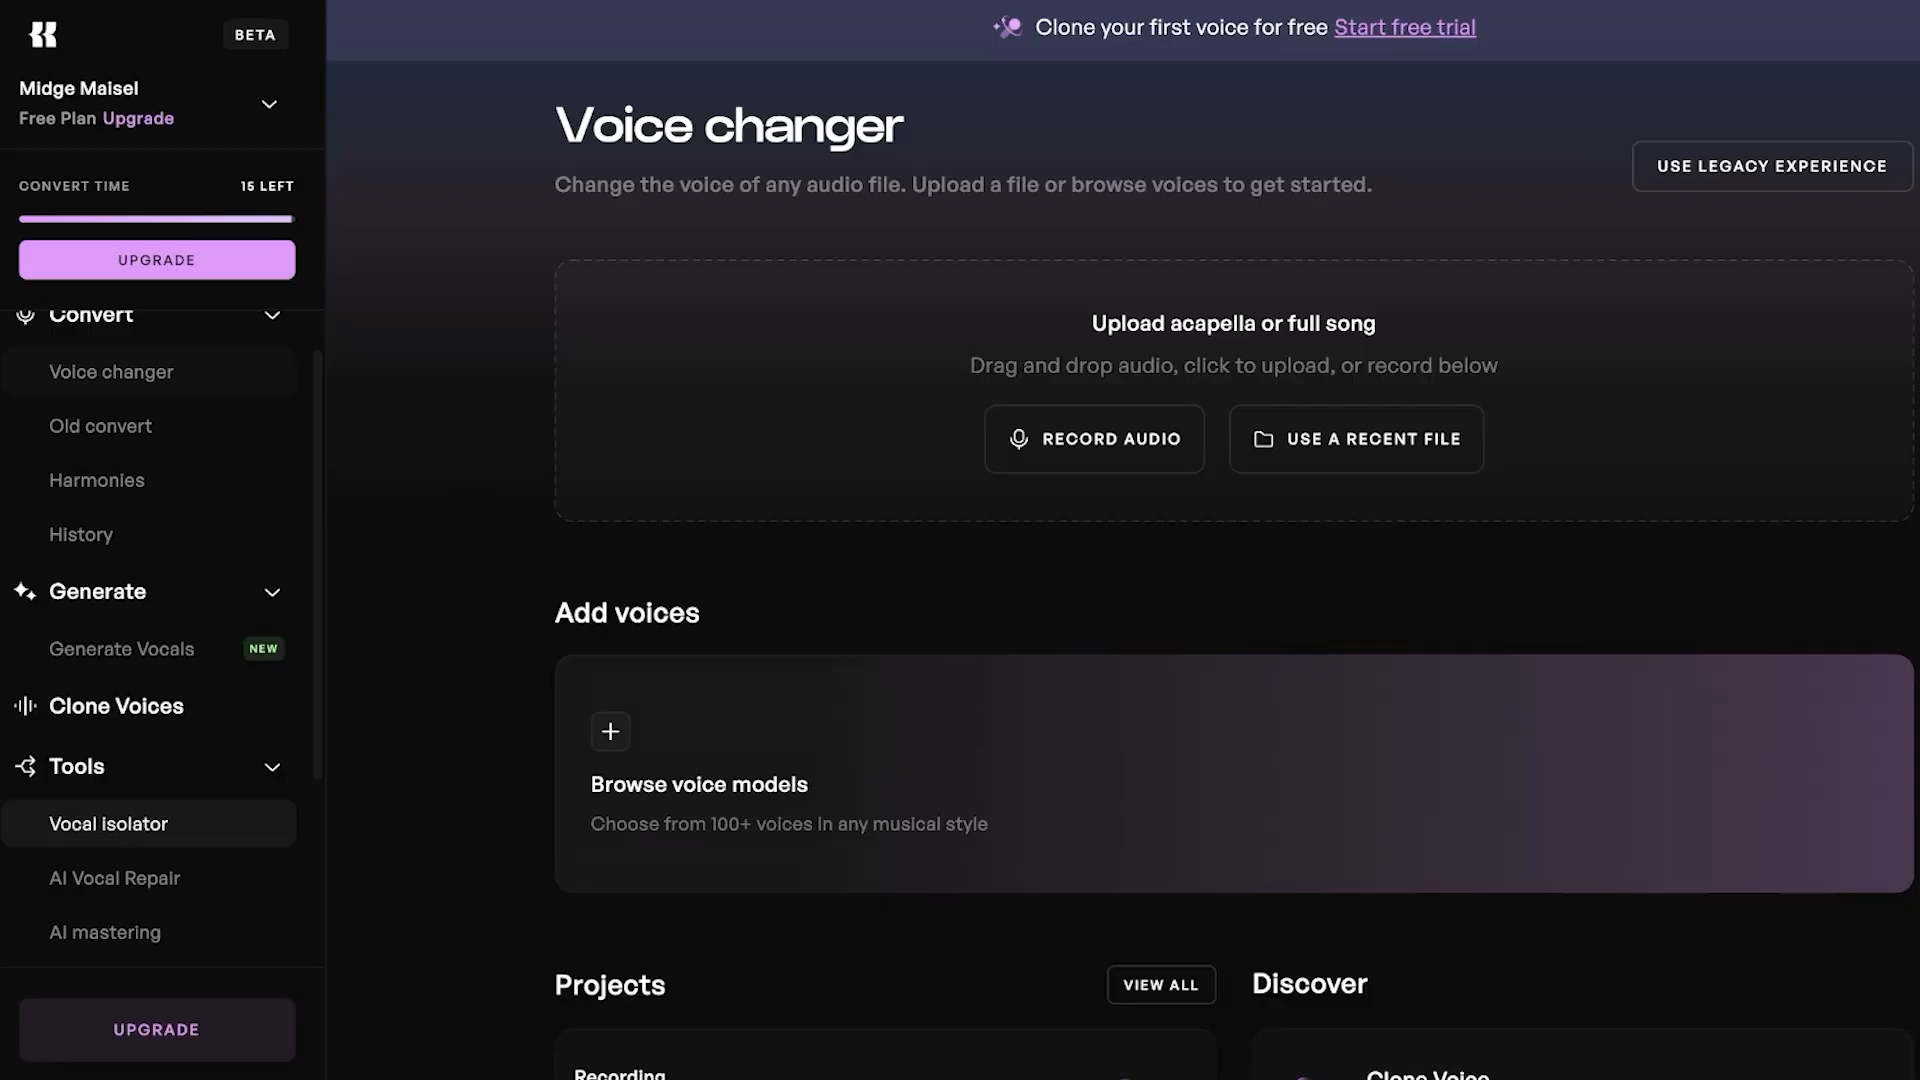 BETA
Midge Maisel
Free Plan Upgrade
CONVERT TIME
15 LEFT
UPGRADE
Convert
Voice changer
Old convert
Harmonies
History
Generate
Generate Vocals
NEW
Clone Voices
Tools
Vocal isolator
AI Vocal Repair
AI mastering
UPGRADE
Clone your first voice for free Start free trial
Voice changer
Change the voice of any audio file. Upload a file or browse voices to get started.
USE LEGACY EXPERIENCE
Upload acapella or full song
Drag and drop audio, click to upload, or record below
RECORD AUDIO
USE A RECENT FILE
Add voices
Browse voice models
Choose from 100+ voices in any musical style
Projects
VIEW ALL
Discover
Recording
Clone Voice